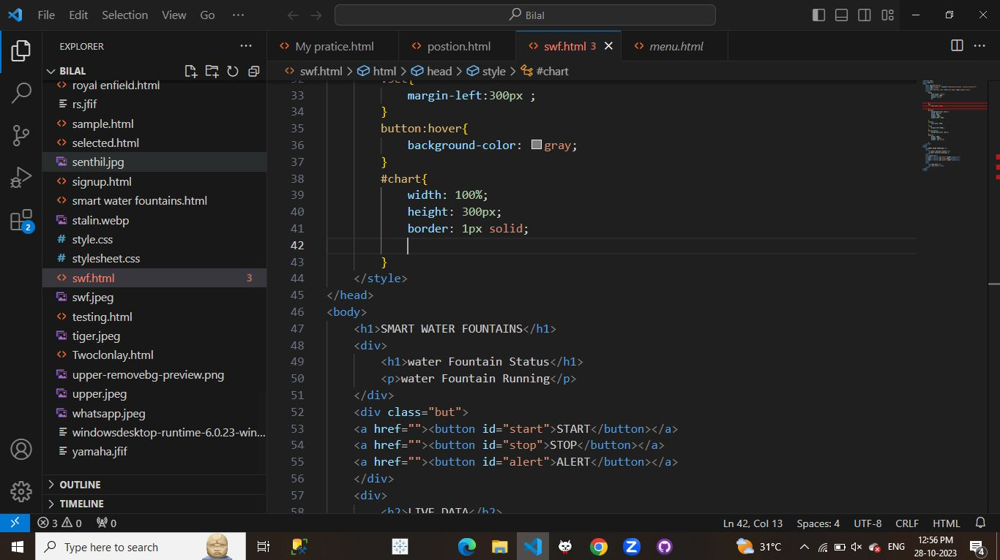 File Edit Selection View Go ···
Bilal
EXPLORER ···
BILAL
royal enfield.html
rs.jfif
sample.html
selected.html
senthil.jpg
signup.html
smart water fountains.html
stalin.webp
# style.css
# stylesheet.css
swf.html 3
swf.jpeg
testing.html
tiger.jpeg
Twoclonlay.html
upper-removebg-preview.png
upper.jpeg
whatsapp.jpeg
windowsdesktop-runtime-6.0.23-win...
yamaha.jfif
OUTLINE
TIMELINE
2
My pratice.html postion.html swf.html 3 menu.html
swf.html > html > head > style > #chart
33 margin-left:300px ;
34 }
35 button:hover{
36 background-color: gray;
37 }
38 #chart{
39 width: 100%;
40 height: 300px;
41 border: 1px solid;
42
43 }
44 </style>
45 </head>
46 <body>
47 <h1>SMART WATER FOUNTAINS</h1>
48 <div>
49 <h1>water Fountain Status</h1>
50 <p>water Fountain Running</p>
51 </div>
52 <div class="but">
53 <a href=""><button id="start">START</button></a>
54 <a href=""><button id="stop">STOP</button></a>
55 <a href=""><button id="alert">ALERT</button></a>
56 </div>
57 <div>
58 <h2>LIVE DATA</h2>
3 0 0 Ln 42, Col 13 Spaces: 4 UTF-8 CRLF HTML
Type here to search 31°C ENG 12:56 PM
28-10-2023 4